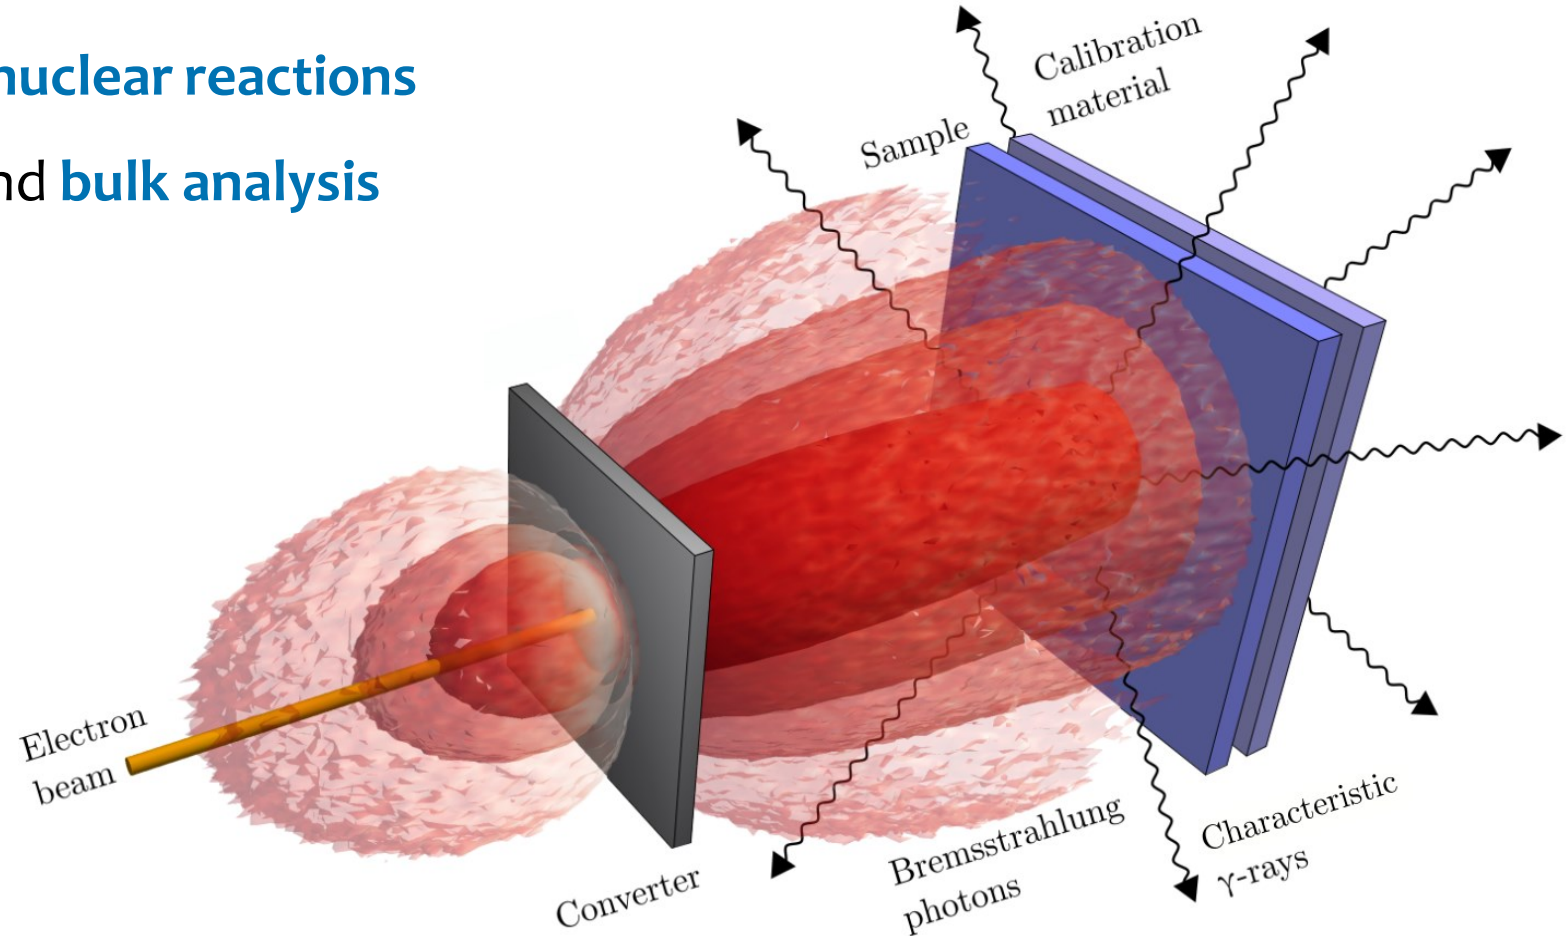 nuclear reactions
nd bulk analysis
Calibration
material
Sample
Electron
beam
Converter
Bremsstrahlung
photons
Characteristic
γ-rays